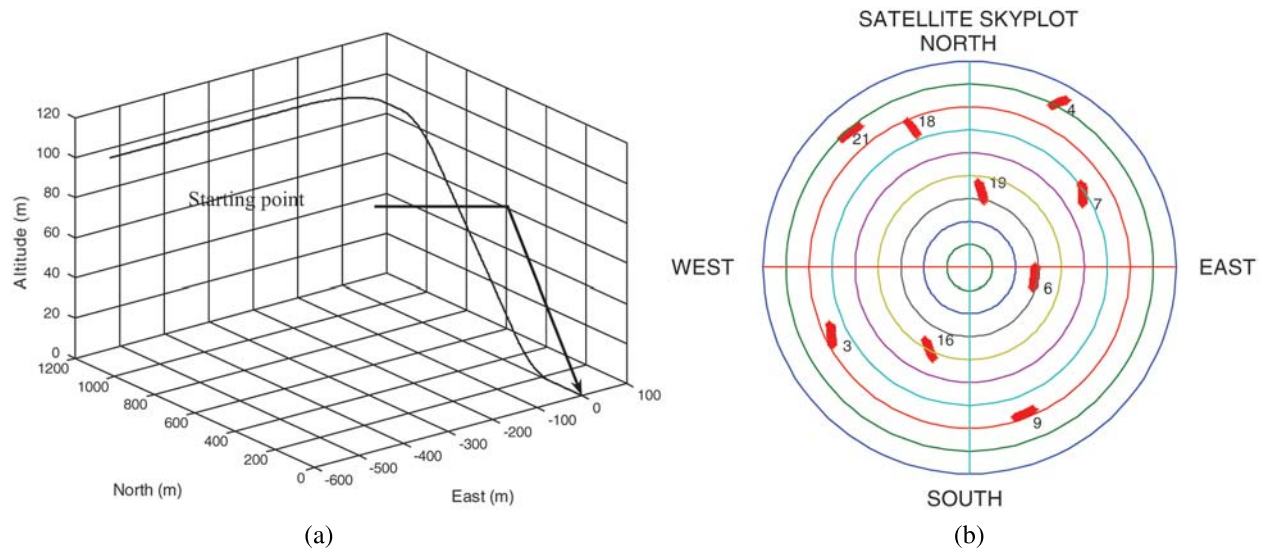 120
100
80
60
40
20
0
Altitude (m)
Starting point
1200
1000
800
600
400
200
0
North (m)
-600
-500
-400
-300
-200
-100
0
100
East (m)
(a)
SATELLITE SKYPLOT
NORTH
4
21
18
19
7
WEST
EAST
6
3
16
9
SOUTH
(b)